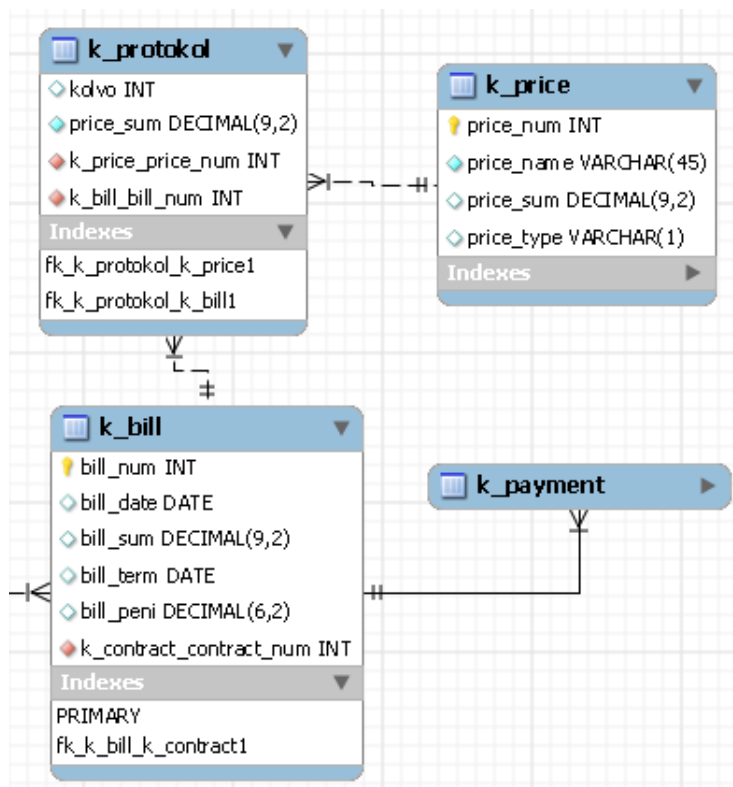 k_protokol
kolvo INT
price_sum DECIMAL(9,2)
k_price_price_num INT
k_bill_bill_num INT
Indexes
fk_k_protokol_k_price1
fk_k_protokol_k_bill1
k_price
price_num INT
price_name VARCHAR(45)
price_sum DECIMAL(9,2)
price_type VARCHAR(1)
Indexes
k_bill
bill_num INT
bill_date DATE
bill_sum DECIMAL(9,2)
bill_term DATE
bill_peni DECIMAL(6,2)
k_contract_contract_num INT
Indexes
PRIMARY
fk_k_bill_k_contract1
k_payment